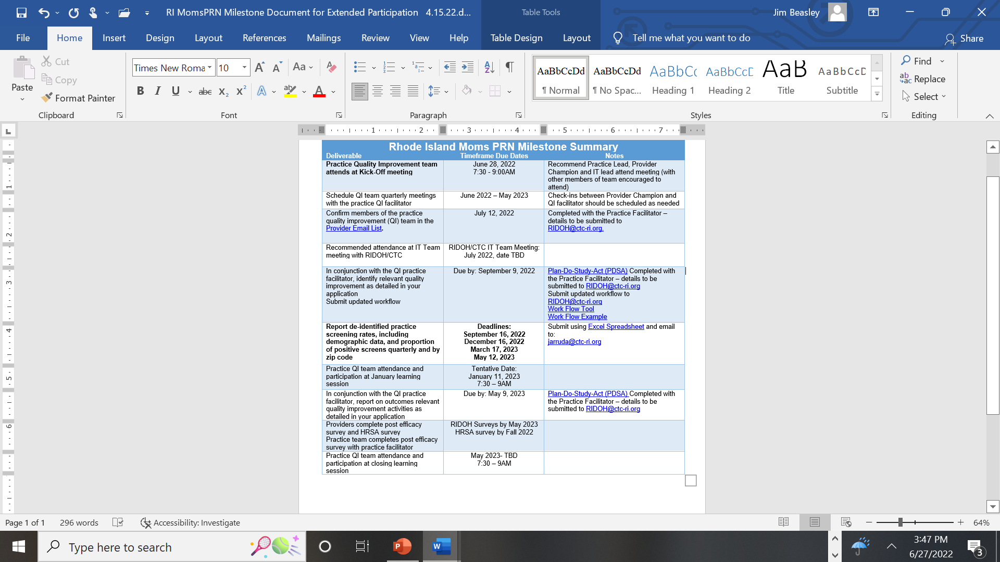 RI MomsPRN Milestone Document for Extended Participation 4.15.22.d...
Table Tools
Jim Beasley
File Home Insert Design Layout References Mailings Review View Help Table Design Layout Tell me what you want to do Share
Paste
Cut
Copy
Format Painter
Clipboard
Times New Roma 10
Font
Paragraph
AaBbCcDd AaBbCcDd AaBbCc AaBbCcD AaB AaBbCcD
¶ Normal ¶ No Spac... Heading 1 Heading 2 Title Subtitle
Styles
Find
Replace
Select
Editing
1 2 3 4 5 6 7
Rhode Island Moms PRN Milestone Summary
Deliverable Timeframe Due Dates Notes
Practice Quality Improvement team
attends at Kick-Off meeting
June 28, 2022
7:30 - 9:00AM
Recommend Practice Lead, Provider
Champion and IT lead attend meeting (with
other members of team encouraged to
attend)
Schedule QI team quarterly meetings
with the practice QI facilitator
June 2022 – May 2023
Check-ins between Provider Champion and
QI facilitator should be scheduled as needed
Confirm members of the practice
quality improvement (QI) team in the
Provider Email List.
July 12, 2022
Completed with the Practice Facilitator –
details to be submitted to
RIDOH@ctc-ri.org.
Recommended attendance at IT Team
meeting with RIDOH/CTC
RIDOH/CTC IT Team Meeting:
July 2022, date TBD
In conjunction with the QI practice
facilitator, identify relevant quality
improvement as detailed in your
application
Submit updated workflow
Due by: September 9, 2022
Plan-Do-Study-Act (PDSA) Completed with
the Practice Facilitator – details to be
submitted to RIDOH@ctc-ri.org
Submit updated workflow to
RIDOH@ctc-ri.org
Work Flow Tool
Work Flow Example
Report de-identified practice
screening rates, including
demographic data, and proportion
of positive screens quarterly and by
zip code
Deadlines:
September 16, 2022
December 16, 2022
March 17, 2023
May 12, 2023
Submit using Excel Spreadsheet and email
to:
jarruda@ctc-ri.org
Practice QI team attendance and
participation at January learning
session
Tentative Date:
January 11, 2023
7:30 – 9AM
In conjunction with the QI practice
facilitator, report on outcomes relevant
quality improvement activities as
detailed in your application
Due by: May 9, 2023
Plan-Do-Study-Act (PDSA) Completed with
the Practice Facilitator – details to be
submitted to RIDOH@ctc-ri.org
Providers complete post efficacy
survey and HRSA survey
Practice team completes post efficacy
survey with practice facilitator
RIDOH Surveys by May 2023
HRSA survey by Fall 2022
Practice QI team attendance and
participation at closing learning
session
May 2023- TBD
7:30 – 9AM
Page 1 of 1 296 words Accessibility: Investigate 64%
Type here to search
3:47 PM
6/27/2022
3